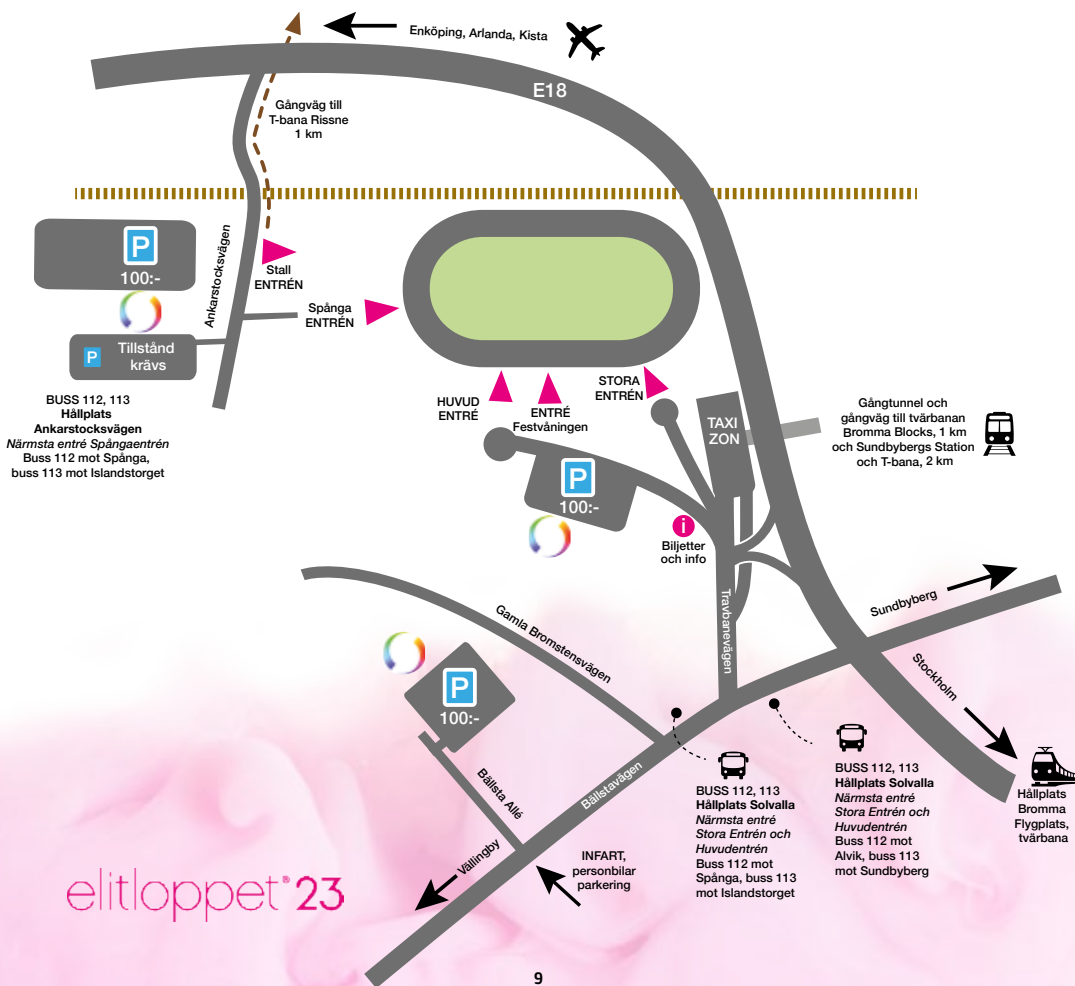 Enköping, Arlanda, Kista
E18
Gångväg till
T-bana Rissne
1 km
P
100:-
Ankarstocksvägen
Stall
ENTRÉN
Spånga
ENTRÉN
P
Tillstånd
krävs
BUSS 112, 113
Hållplats
Ankarstocksvägen
Närmsta entré Spångaentrén
Buss 112 mot Spånga,
buss 113 mot Islandstorget
HUVUD
ENTRÉ
ENTRÉ
Festvåningen
STORA
ENTRÉN
TAXI
ZON
Gångtunnel och
gångväg till tvärbanan
Bromma Blocks, 1 km
och Sundbybergs Station
och T-bana, 2 km
P
100:-
i
Biljetter
och info
Travbanevägen
Sundbyberg
Gamla Bromstensvägen
Stockholm
P
100:-
Bällsta Allé
Bällstavägen
Vällingby
INFART,
personbilar
parkering
BUSS 112, 113
Hållplats Solvalla
Närmsta entré
Stora Entrén och
Huvudentrén
Buss 112 mot
Spånga, buss 113
mot Islandstorget
BUSS 112, 113
Hållplats Solvalla
Närmsta entré
Stora Entrén och
Huvudentrén
Buss 112 mot
Alvik, buss 113
mot Sundbyberg
Hållplats
Bromma
Flygplats,
tvärbana
elitloppet® 23
9